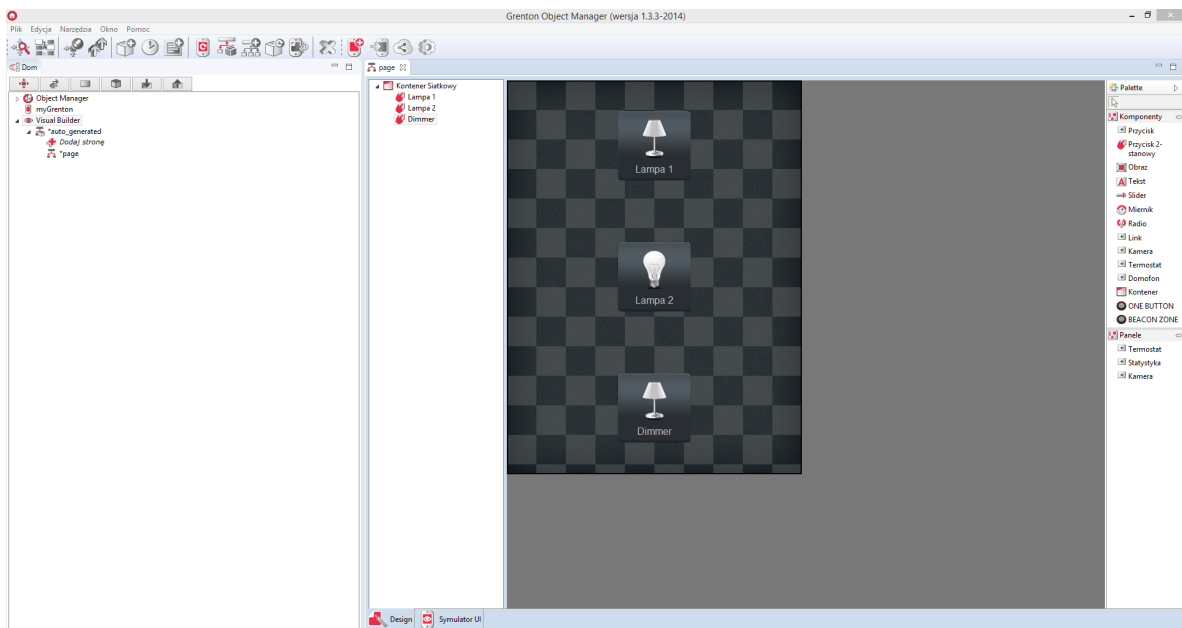 Grenton Object Manager (wersja 1.3.3-2014)
Plik Edycja Narzędzia Okno Pomoc
Dom
Object Manager
myGrenton
Visual Builder
*auto_generated
Dodaj stronę
*page
page
Kontener Siatkowy
Lampa 1
Lampa 2
Dimmer
Lampa 1
Lampa 2
Dimmer
Palette
Komponenty
Przycisk
Przycisk 2-
stanowy
Obraz
Tekst
Slider
Miernik
Radio
Link
Kamera
Termostat
Domofon
Kontener
ONE BUTTON
BEACON ZONE
Panele
Termostat
Statystyka
Kamera
Design
Symulator UI